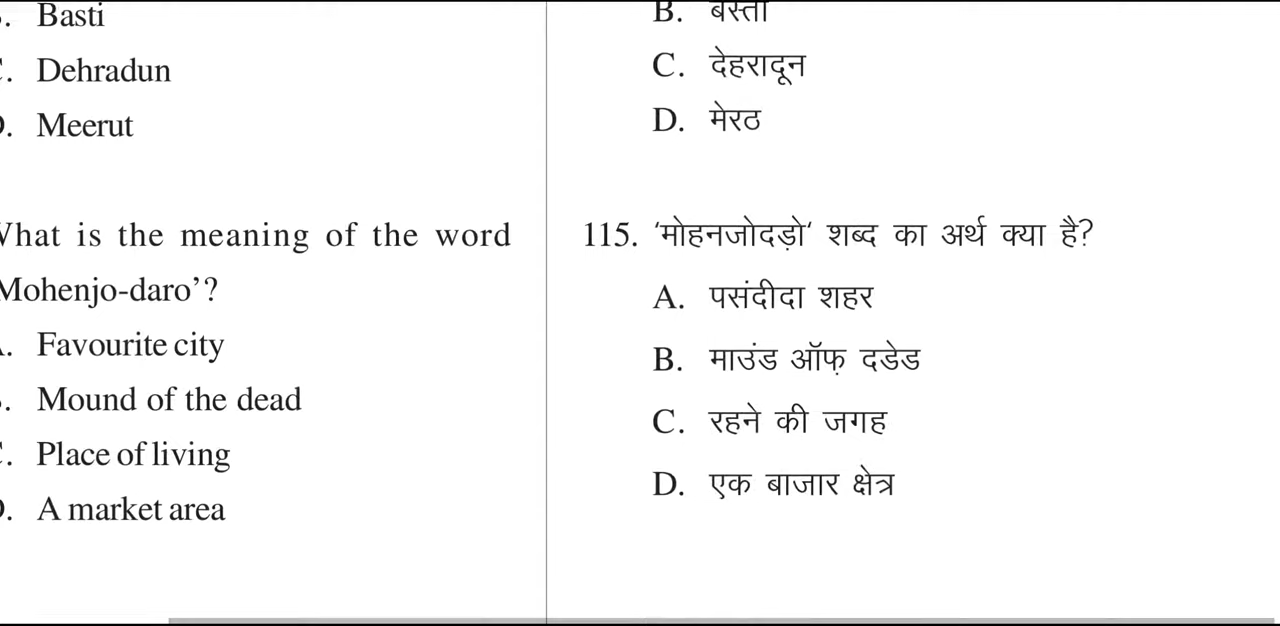 . Basti
. Dehradun
. Meerut
What is the meaning of the word
Mohenjo-daro’?
. Favourite city
. Mound of the dead
. Place of living
. A market area
B. बस्ती
C. देहरादून
D. मेरठ
115. ‘मोहनजोदड़ो‘ शब्द का अर्थ क्या है?
A. पसंदीदा शहर
B. माउंड ऑफ़ दडेड
C. रहने की जगह
D. एक बाजार क्षेत्र